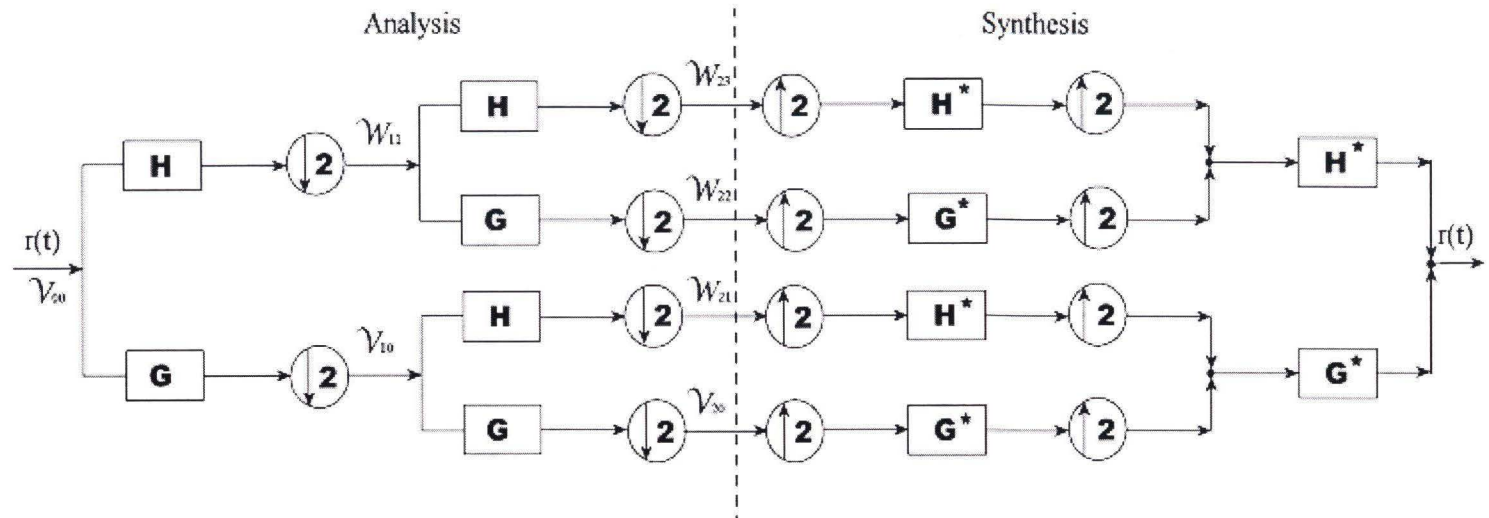 Analysis
Synthesis
H 2 W₁₁ H 2 W₂₃ 2 H* 2
G 2 W₂₂ 2 G* 2 H*
r(t)
V₀₀
r(t)
G 2 V₁₀ H 2 W₂₁ 2 H* 2
G 2 V₂₀ 2 G* 2 G*